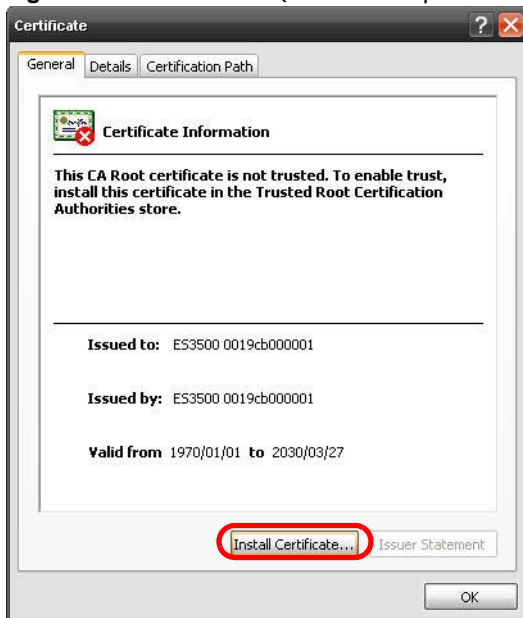 Certificate
?
General Details Certification Path
Certificate Information
This CA Root certificate is not trusted. To enable trust,
install this certificate in the Trusted Root Certification
Authorities store.
Issued to: ES3500 0019cb000001
Issued by: ES3500 0019cb000001
Valid from 1970/01/01 to 2030/03/27
Install Certificate... Issuer Statement
OK